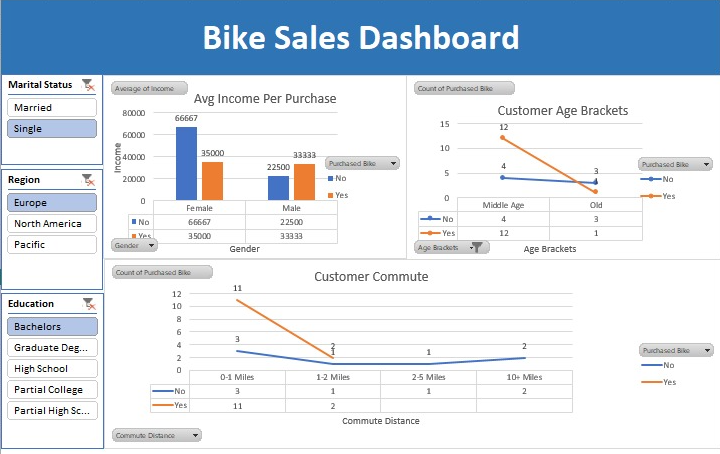 Bike Sales Dashboard
Marital Status
Married
Single
Region
Europe
North America
Pacific
Education
Bachelors
Graduate Deg...
High School
Partial College
Partial High Sc...
Average of Income
Avg Income Per Purchase
80000
60000
40000
20000
0
Income
66667
35000
22500
33333
Female
Male
No 66667 22500
Yes 35000 33333
Gender
Gender
Purchased Bike
No
Yes
Count of Purchased Bike
Customer Age Brackets
15
10
5
0
12
4
3
1
Middle Age
Old
No 4 3
Yes 12 1
Age Brackets
Age Brackets
Purchased Bike
No
Yes
Count of Purchased Bike
Customer Commute
12
10
8
6
4
2
0
11
3
2
1
1
2
0-1 Miles 1-2 Miles 2-5 Miles 10+ Miles
No 3 1 1 2
Yes 11 2
Commute Distance
Commute Distance
Purchased Bike
No
Yes